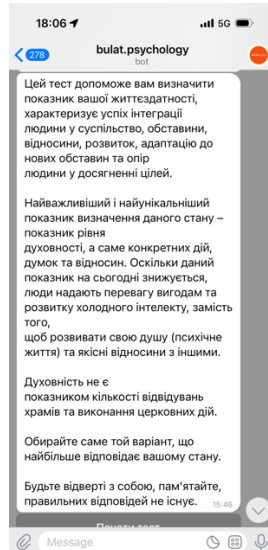 18:06
5G
278
bulat.psychology
bot
Цей тест допоможе вам визначити
показник вашої життєздатності,
характеризує успіх інтеграції
людини у суспільство, обставини,
відносини, розвиток, адаптацію до
нових обставин та опір
людини у досягненні цілей.
Найважливіший і найунікальніший
показник визначення даного стану –
показник рівня
духовності, а саме конкретних дій,
думок та відносин. Оскільки даний
показник на сьогодні знижується,
люди надають перевагу вигодам та
розвитку холодного інтелекту, замість
того,
щоб розвивати свою душу (психічне
життя) та якісні відносини з іншими.
Духовність не є
показником кількості відвідувань
храмів та виконання церковних дій.
Обирайте саме той варіант, що
найбільше відповідає вашому стану.
Будьте відверті з собою, пам'ятайте,
правильних відповідей не існує.
15:46
Почати тест
Message